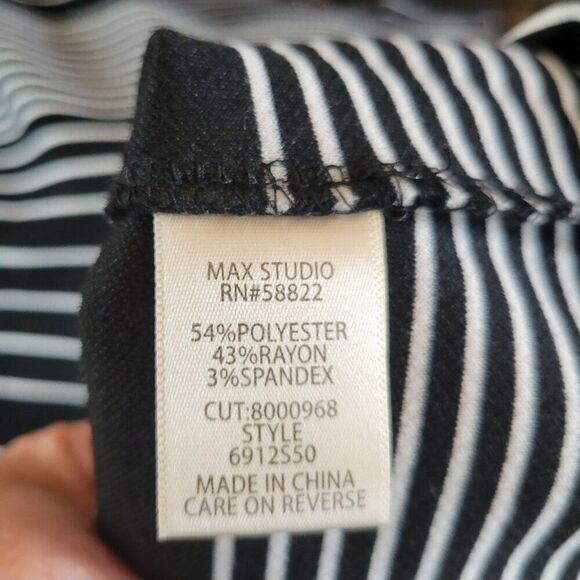 MAX STUDIO
RN#58822
54%POLYESTER
43%RAYON
3%SPANDEX
CUT:8000968
STYLE
6912S50
MADE IN CHINA
CARE ON REVERSE